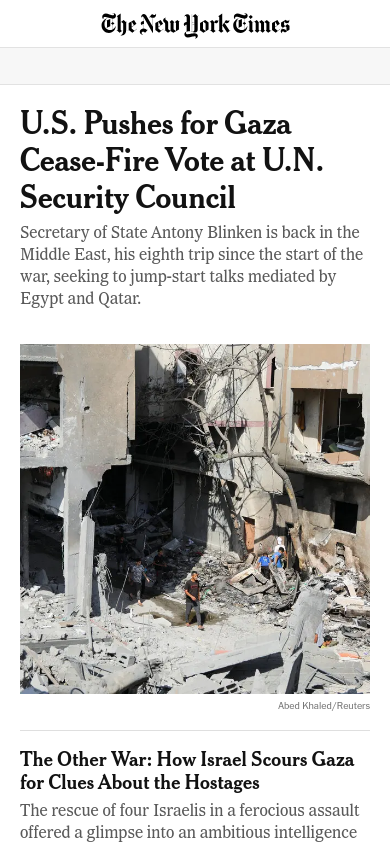 The New York Times
U.S. Pushes for Gaza
Cease-Fire Vote at U.N.
Security Council
Secretary of State Antony Blinken is back in the
Middle East, his eighth trip since the start of the
war, seeking to jump-start talks mediated by
Egypt and Qatar.
Abed Khaled/Reuters
The Other War: How Israel Scours Gaza
for Clues About the Hostages
The rescue of four Israelis in a ferocious assault
offered a glimpse into an ambitious intelligence